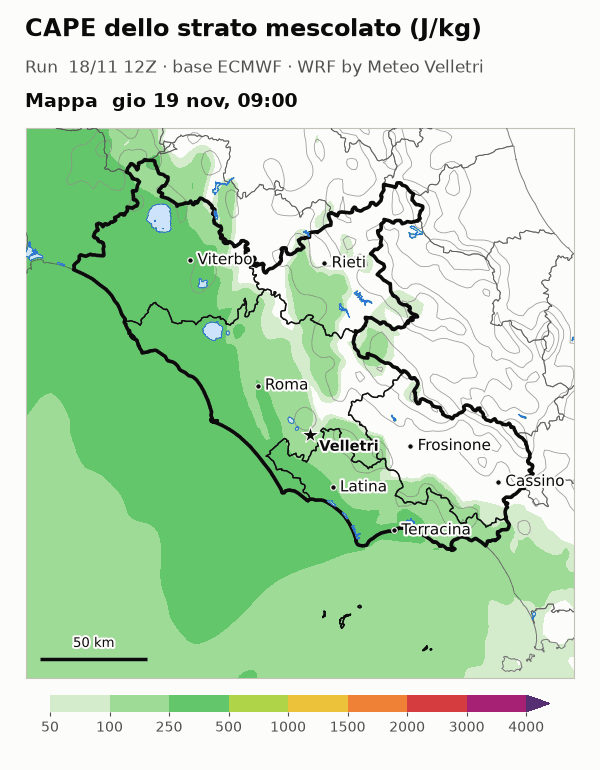 CAPE dello strato mescolato (J/kg)
Run  18/11 12Z · base ECMWF · WRF by Meteo Velletri
Mappa  gio 19 nov, 09:00
Viterbo
Rieti
Roma
Velletri
Frosinone
Latina
Cassino
Terracina
50 km
50 100 250 500 1000 1500 2000 3000 4000